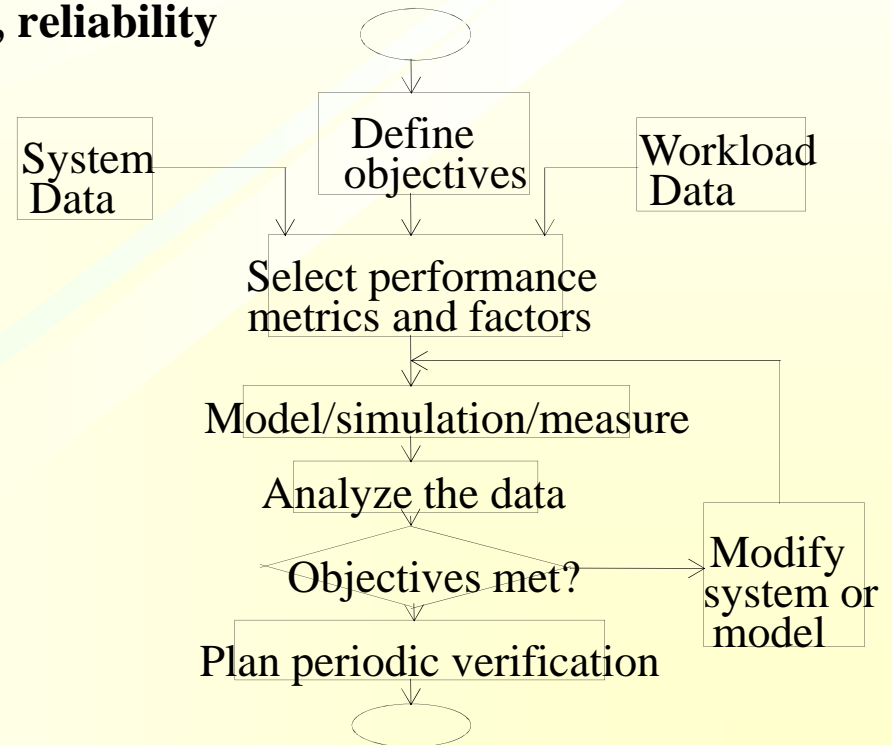 , reliability
Define
objectives
System
Data
Workload
Data
Select performance
metrics and factors
Model/simulation/measure
Analyze the data
Objectives met?
Modify
system or
model
Plan periodic verification